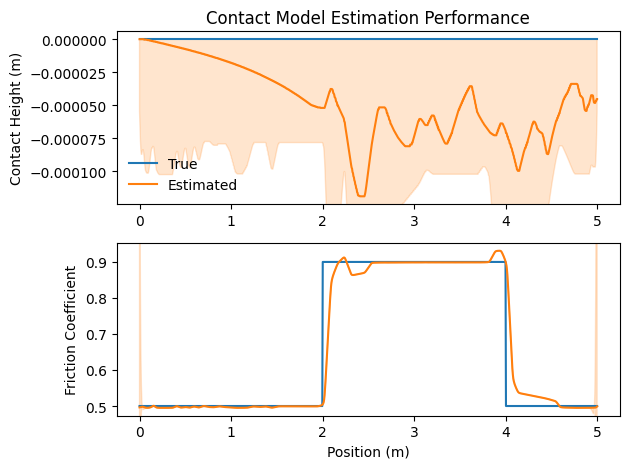 Contact Model Estimation Performance
Contact Height (m)
0.000000
−0.000025
−0.000050
−0.000075
−0.000100
True
Estimated
0 1 2 3 4 5
Friction Coefficient
0.9
0.8
0.7
0.6
0.5
0 1 2 3 4 5
Position (m)